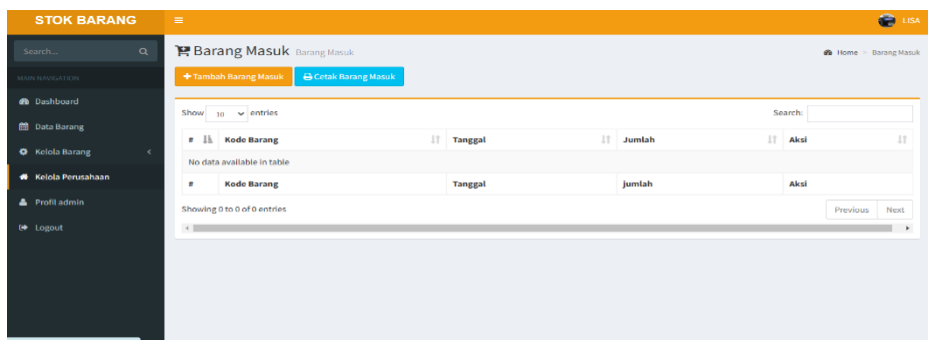 STOK BARANG
LISA
Search...
Barang Masuk Barang Masuk
Home > Barang Masuk
MAIN NAVIGATION
Tambah Barang Masuk
Cetak Barang Masuk
Dashboard
Data Barang
Kelola Barang
Kelola Perusahaan
Profil admin
Logout
Show 10 entries
Search:
# Kode Barang Tanggal Jumlah Aksi
No data available in table
# Kode Barang Tanggal jumlah Aksi
Showing 0 to 0 of 0 entries
Previous Next